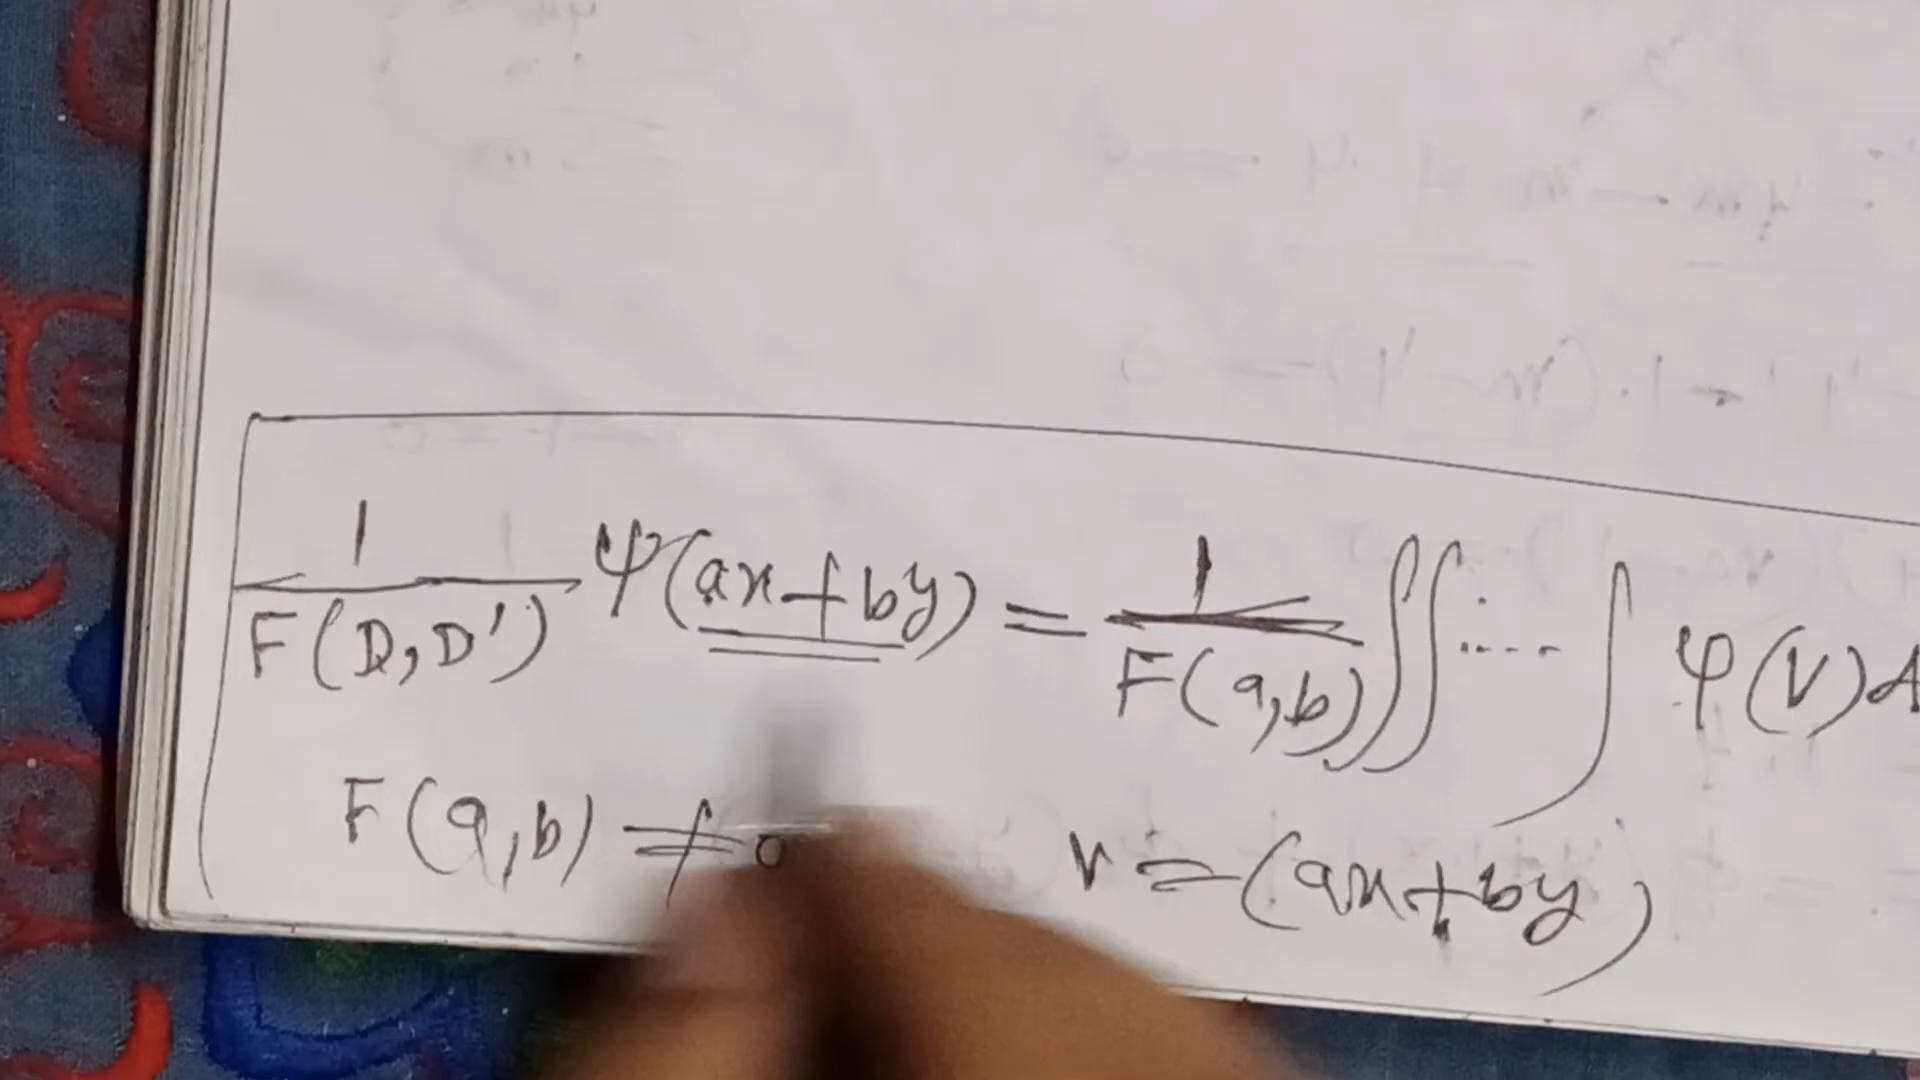 1/F(D,D') ψ(ax+by) = 1/F(a,b) ∫∫....∫ φ(V)
F(a,b) ≠ 0 v = (ax+by)